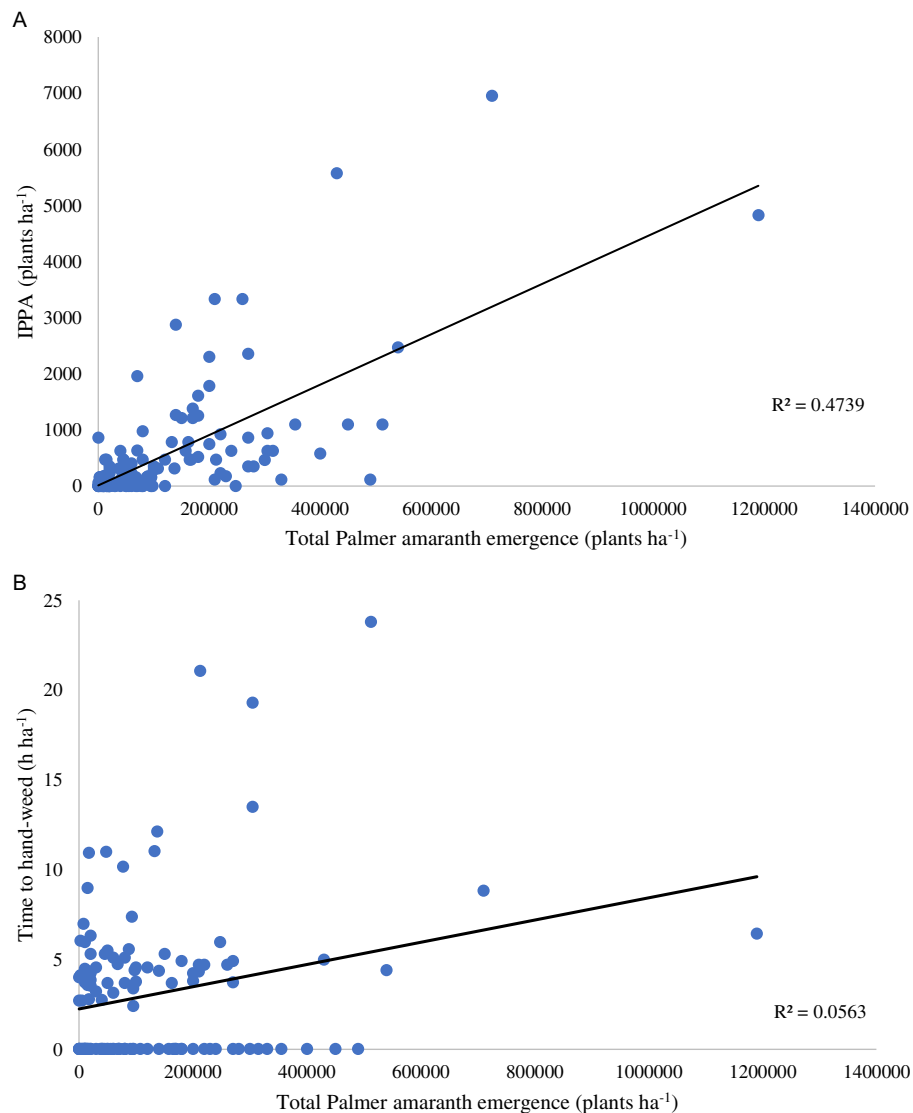 A
8000
7000
6000
5000
4000
3000
2000
1000
0
IPPA (plants ha⁻¹)
R² = 0.4739
0 200000 400000 600000 800000 1000000 1200000 1400000
Total Palmer amaranth emergence (plants ha⁻¹)
B
25
20
15
10
5
0
Time to hand-weed (h ha⁻¹)
R² = 0.0563
0 200000 400000 600000 800000 1000000 1200000 1400000
Total Palmer amaranth emergence (plants ha⁻¹)